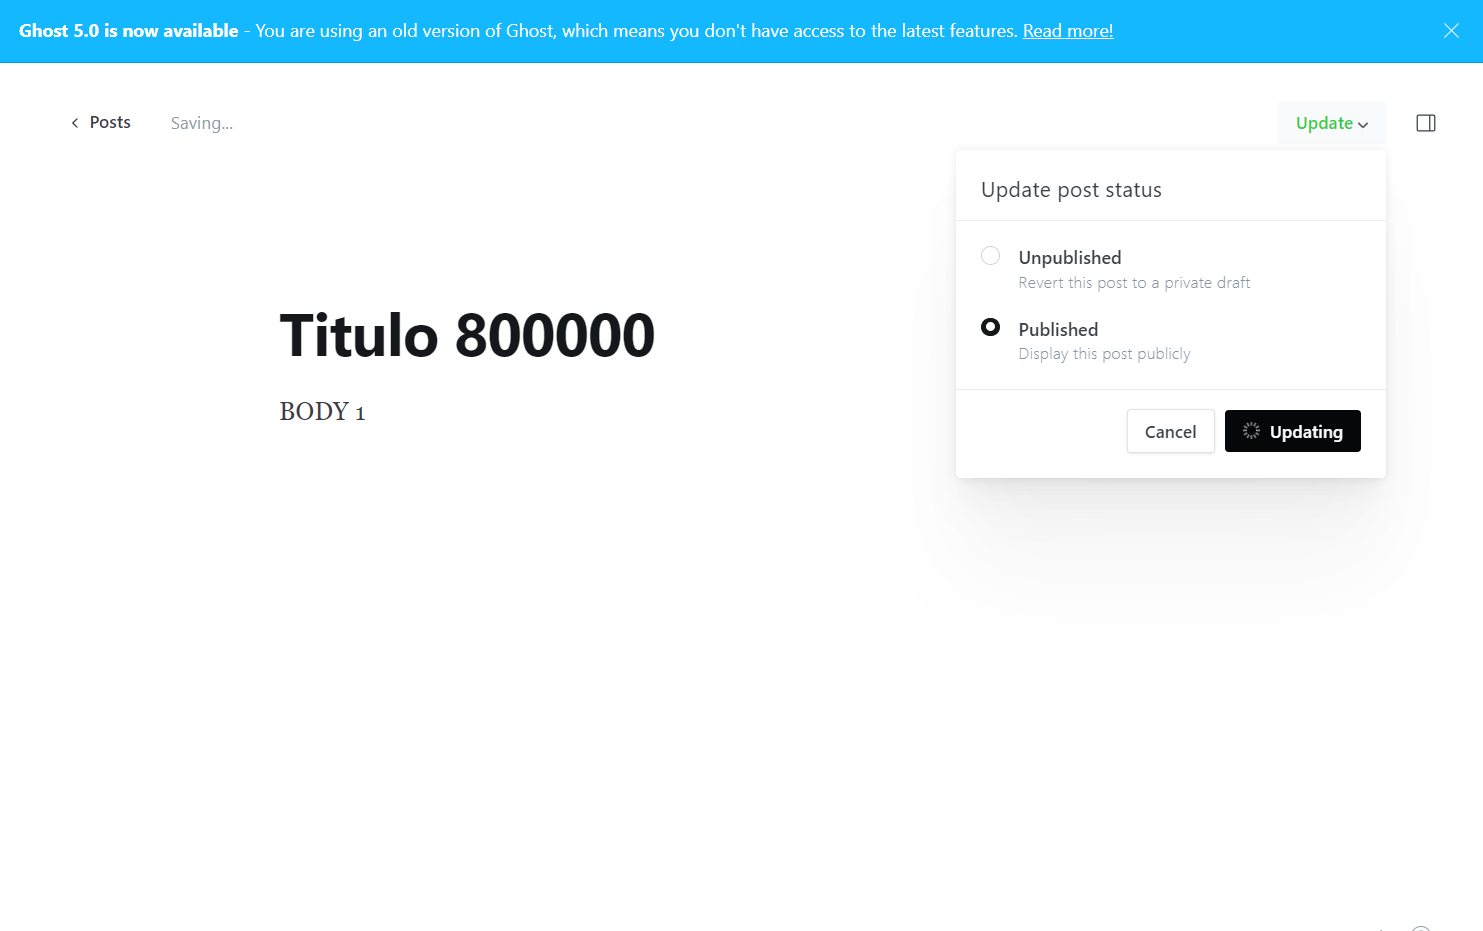 Ghost 5.0 is now available - You are using an old version of Ghost, which means you don't have access to the latest features. Read more!
Posts
Saving...
Update
Update post status
Unpublished
Revert this post to a private draft
Published
Display this post publicly
Cancel
Updating
Titulo 800000
BODY 1